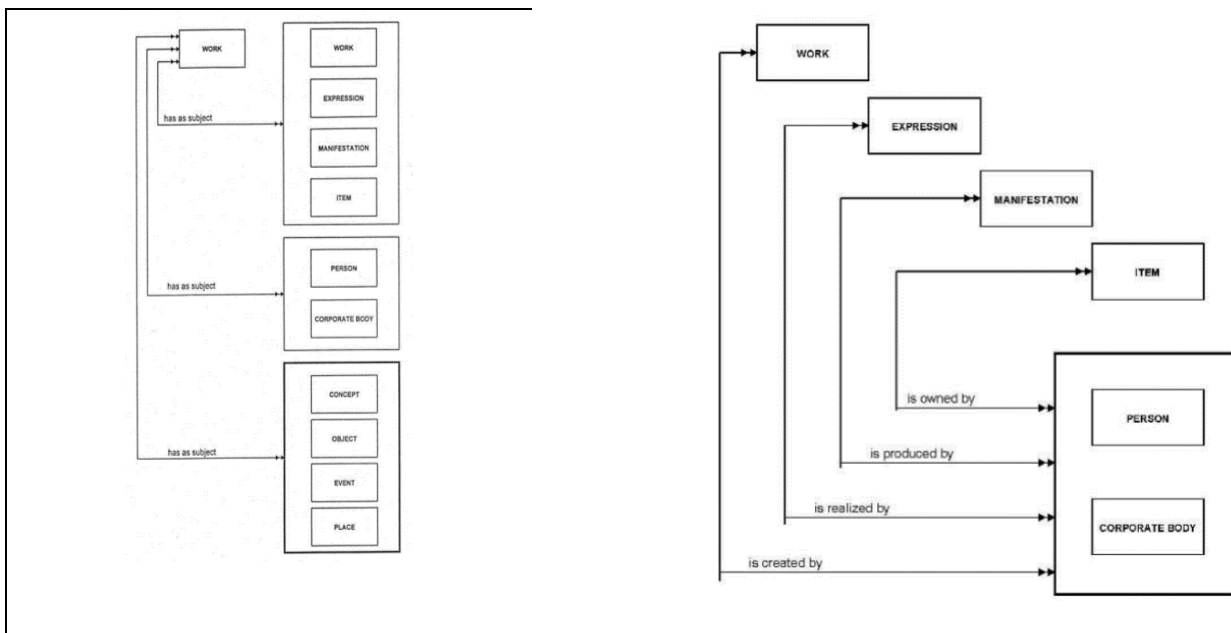 WORK
WORK
EXPRESSION
has as subject
MANIFESTATION
ITEM
PERSON
has as subject
CORPORATE BODY
CONCEPT
OBJECT
has as subject
EVENT
PLACE
WORK
EXPRESSION
MANIFESTATION
ITEM
is owned by
PERSON
is produced by
is realized by
CORPORATE BODY
is created by